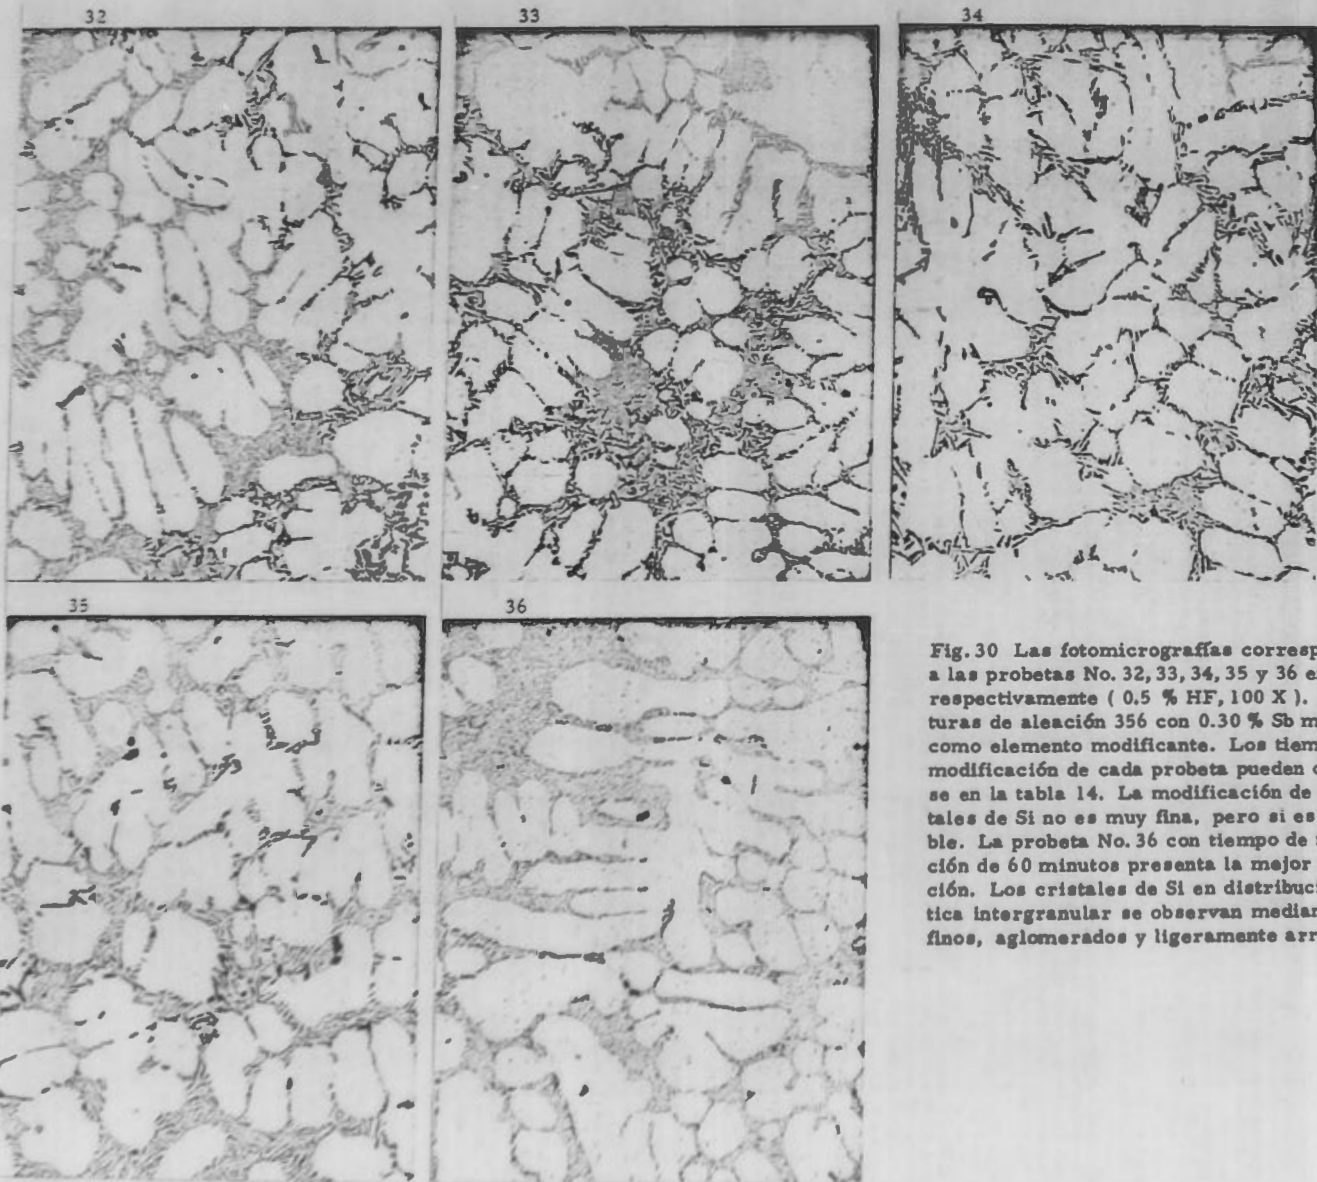 32
33
34
35
36
Fig. 30 Las fotomicrografías corresp
a las probetas No. 32, 33, 34, 35 y 36 e
respectivamente ( 0.5 % HF, 100 X ).
turas de aleación 356 con 0.30 % Sb m
como elemento modificante. Los tiem
modificación de cada probeta pueden
se en la tabla 14. La modificación de
tales de Si no es muy fina, pero si es
ble. La probeta No. 36 con tiempo de
ción de 60 minutos presenta la mejor
ción. Los cristales de Si en distribuc
tica intergranular se observan median
finos, aglomerados y ligeramente arr